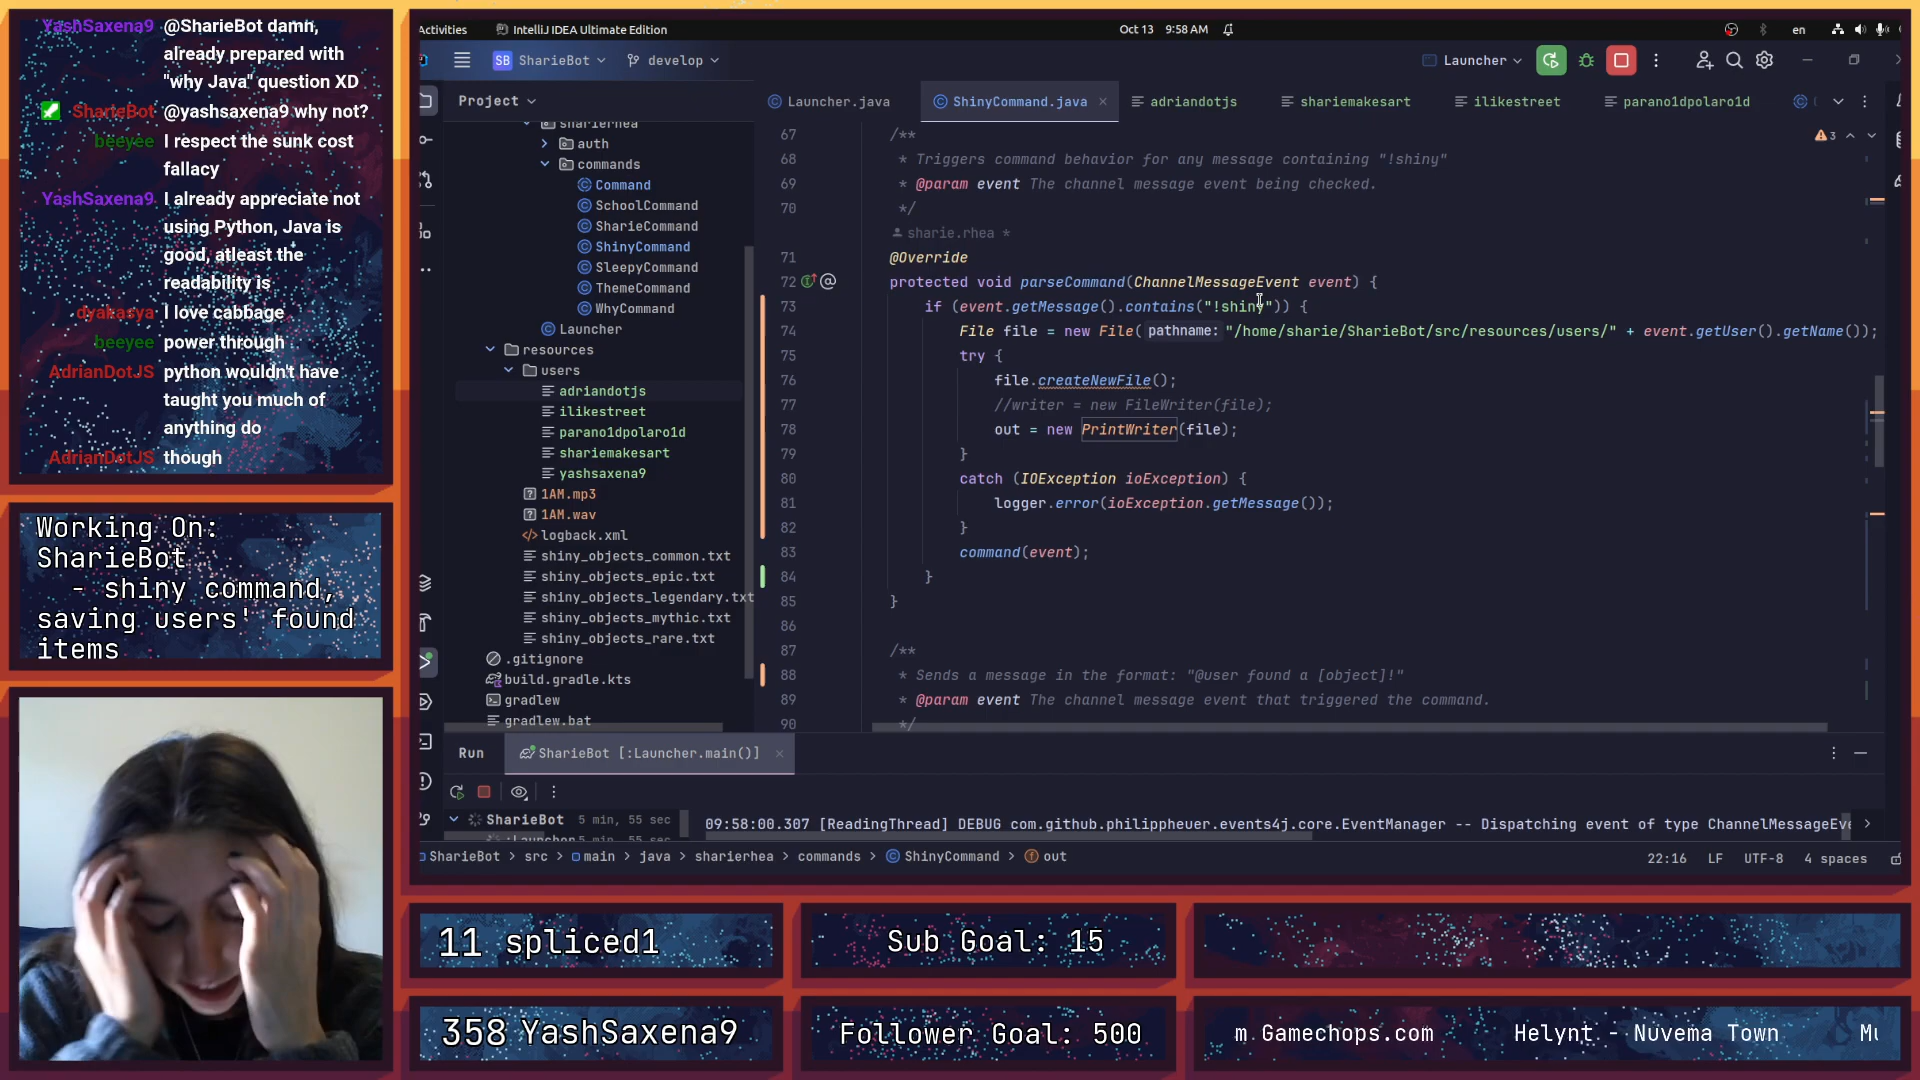 YashSaxena9 @SharieBot damn,
already prepared with
"why Java" question XD
SharieBot @yashsaxena9 why not?
beeyee I respect the sunk cost
fallacy
YashSaxena9 I already appreciate not
using Python, Java is
good, atleast the
readability is
dyakasya I love cabbage
beeyee power through
AdrianDotJS python wouldn't have
taught you much of
anything do
AdrianDotJS though
Working On:
SharieBot
- shiny command,
saving users' found
items
Activities IntelliJ IDEA Ultimate Edition Oct 13 9:58 AM en
SB SharieBot develop Launcher
Project
Launcher.java ShinyCommand.java adriandotjs shariemakesart ilikestreet parano1dpolaro1d
sharierhea
auth
commands
Command
SchoolCommand
SharieCommand
ShinyCommand
SleepyCommand
ThemeCommand
WhyCommand
Launcher
resources
users
adriandotjs
ilikestreet
parano1dpolaro1d
shariemakesart
yashsaxena9
1AM.mp3
1AM.wav
logback.xml
shiny_objects_common.txt
shiny_objects_epic.txt
shiny_objects_legendary.txt
shiny_objects_mythic.txt
shiny_objects_rare.txt
.gitignore
build.gradle.kts
gradlew
gradlew.bat
3
67 /**
68 * Triggers command behavior for any message containing "!shiny"
69 * @param event The channel message event being checked.
70 */
sharie.rhea *
71 @Override
72 @ protected void parseCommand(ChannelMessageEvent event) {
73 if (event.getMessage().contains("!shiny")) {
74 File file = new File( pathname: "/home/sharie/SharieBot/src/resources/users/" + event.getUser().getName());
75 try {
76 file.createNewFile();
77 //writer = new FileWriter(file);
78 out = new PrintWriter(file);
79 }
80 catch (IOException ioException) {
81 logger.error(ioException.getMessage());
82 }
83 command(event);
84 }
85 }
86
87 /**
88 * Sends a message in the format: "@user found a [object]!"
89 * @param event The channel message event that triggered the command.
90 */
Run SharieBot [:Launcher.main()]
SharieBot 5 min, 55 sec
:Launcher 5 min, 55 sec
09:58:00.307 [ReadingThread] DEBUG com.github.philippheuer.events4j.core.EventManager -- Dispatching event of type ChannelMessageEve
SharieBot > src > main > java > sharierhea > commands > ShinyCommand > out
22:16 LF UTF-8 4 spaces
11 spliced1
Sub Goal: 15
358 YashSaxena9
Follower Goal: 500
m Gamechops.com Helynt - Nuvema Town Mu